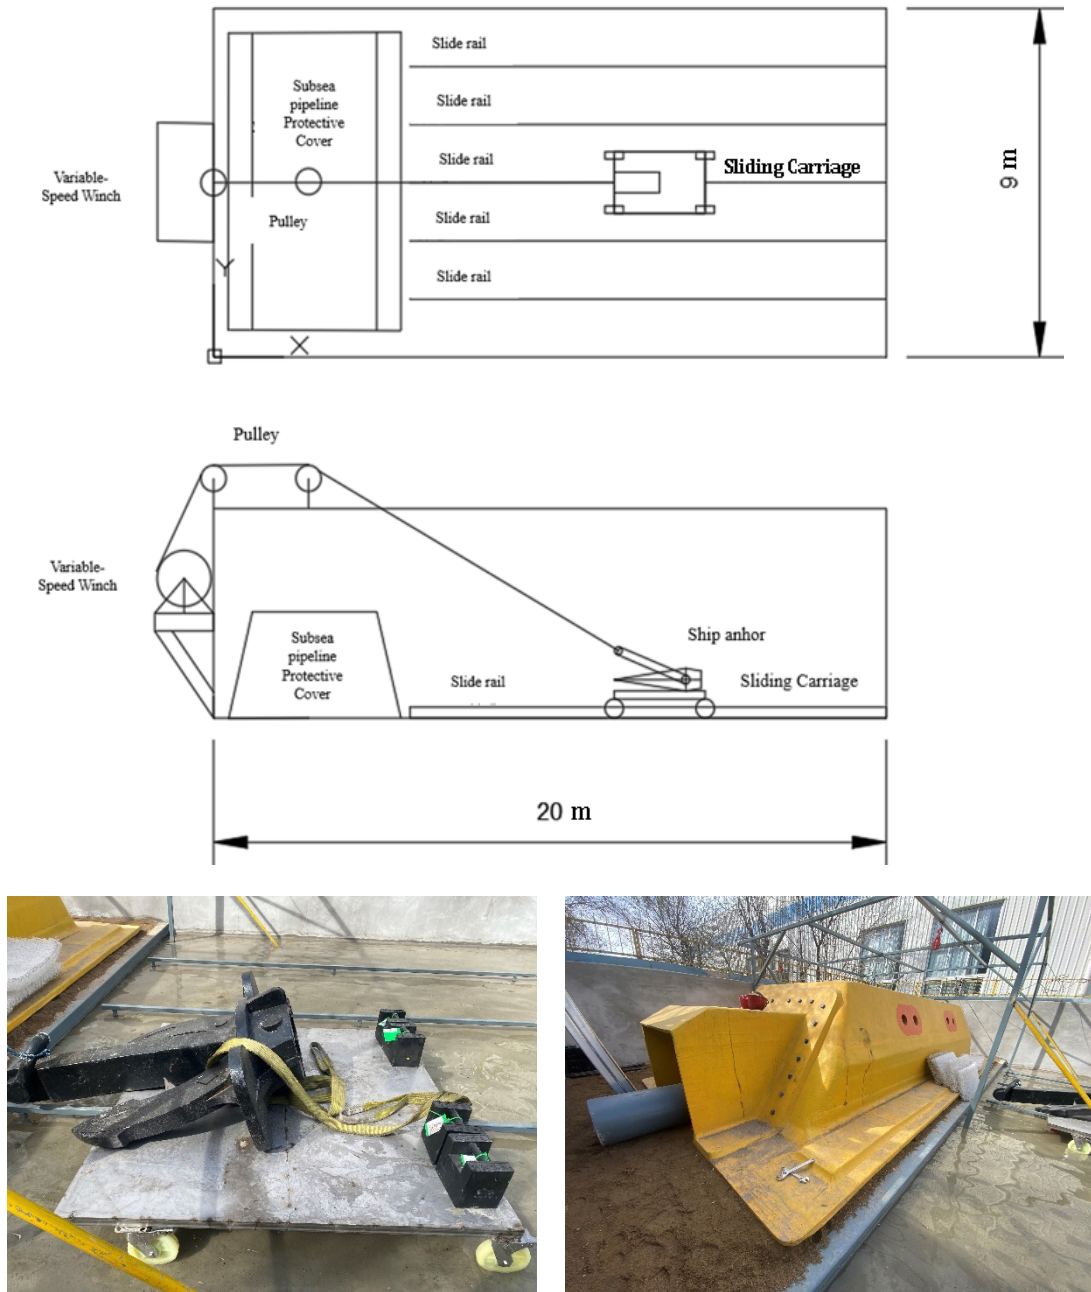 Slide rail
Subsea
pipeline
Protective
Cover
Slide rail
Slide rail
Sliding Carriage
9 m
Variable-
Speed Winch
Pulley
Slide rail
Y
Slide rail
X
Pulley
Variable-
Speed Winch
Ship anhor
Subsea
pipeline
Protective
Cover
Slide rail
Sliding Carriage
20 m